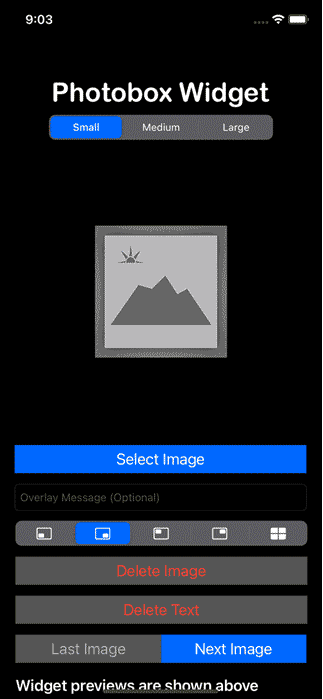 9:03
Photobox Widget
Small Medium Large
Select Image
Overlay Message (Optional)
Delete Image
Delete Text
Last Image Next Image
Widget previews are shown above